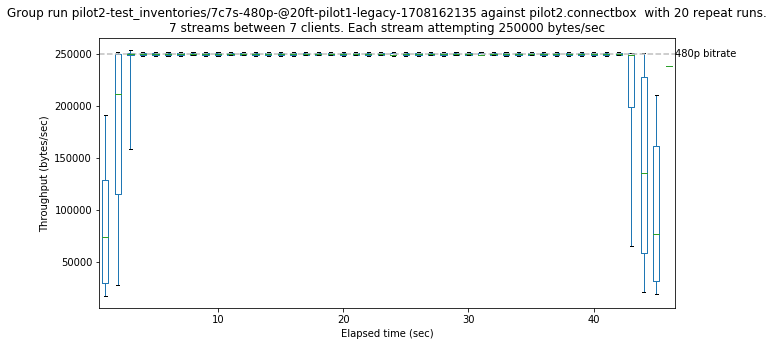 Group run pilot2-test_inventories/7c7s-480p-@20ft-pilot1-legacy-1708162135 against pilot2.connectbox  with 20 repeat runs.
7 streams between 7 clients. Each stream attempting 250000 bytes/sec
250000
480p bitrate
200000
150000
100000
50000
Throughput (bytes/sec)
10
20
30
40
Elapsed time (sec)